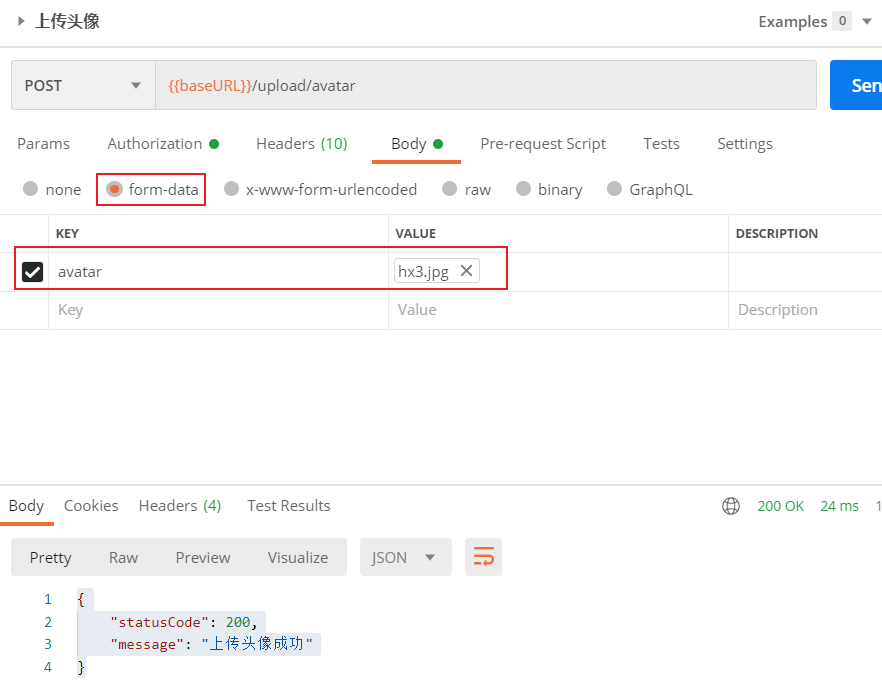 上传头像 Examples 0
POST {{baseURL}}/upload/avatar Sen
Params Authorization Headers (10) Body Pre-request Script Tests Settings
none form-data x-www-form-urlencoded raw binary GraphQL
KEY VALUE DESCRIPTION
avatar hx3.jpg
Key Value Description
Body Cookies Headers (4) Test Results 200 OK 24 ms 1
Pretty Raw Preview Visualize JSON
1 {
2 "statusCode": 200,
3 "message": "上传头像成功"
4 }